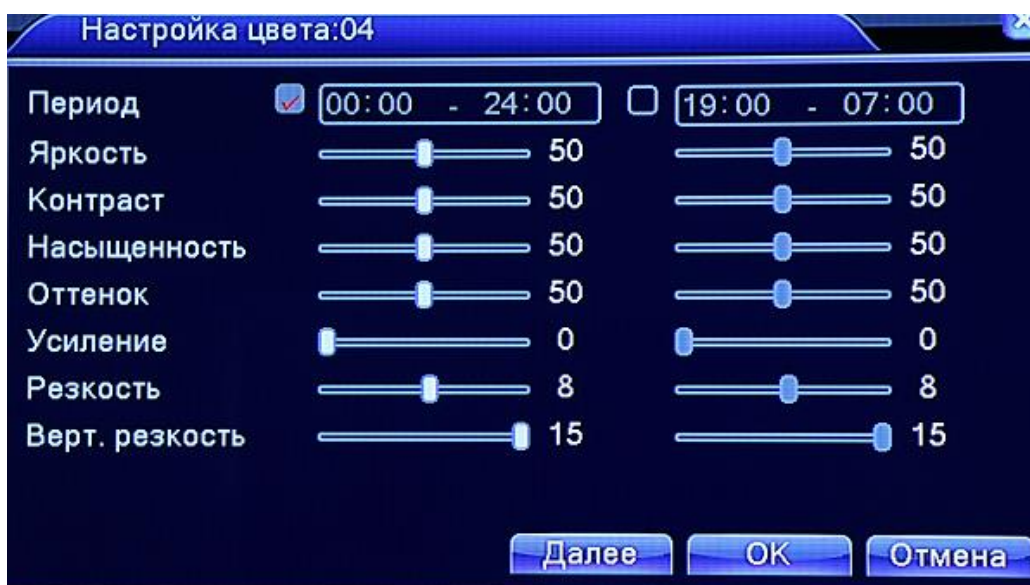 Настройка цвета:04
Период 00:00 - 24:00 19:00 - 07:00
Яркость 50 50
Контраст 50 50
Насыщенность 50 50
Оттенок 50 50
Усиление 0 0
Резкость 8 8
Верт. резкость 15 15
Далее OK Отмена